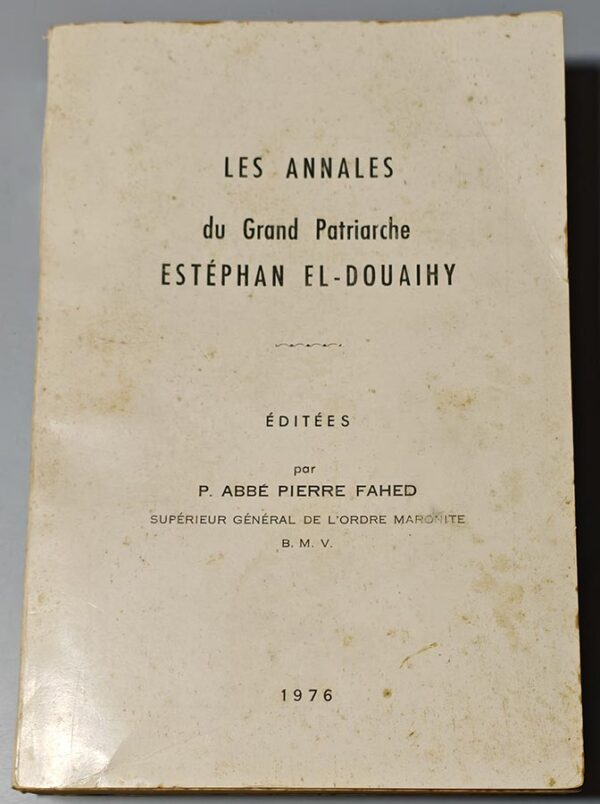 LES ANNALES
du Grand Patriarche
ESTÉPHAN EL-DOUAIHY
ÉDITÉES
par
P. ABBÉ PIERRE FAHED
SUPÉRIEUR GÉNÉRAL DE L'ORDRE MARONITE
B. M. V.
1976